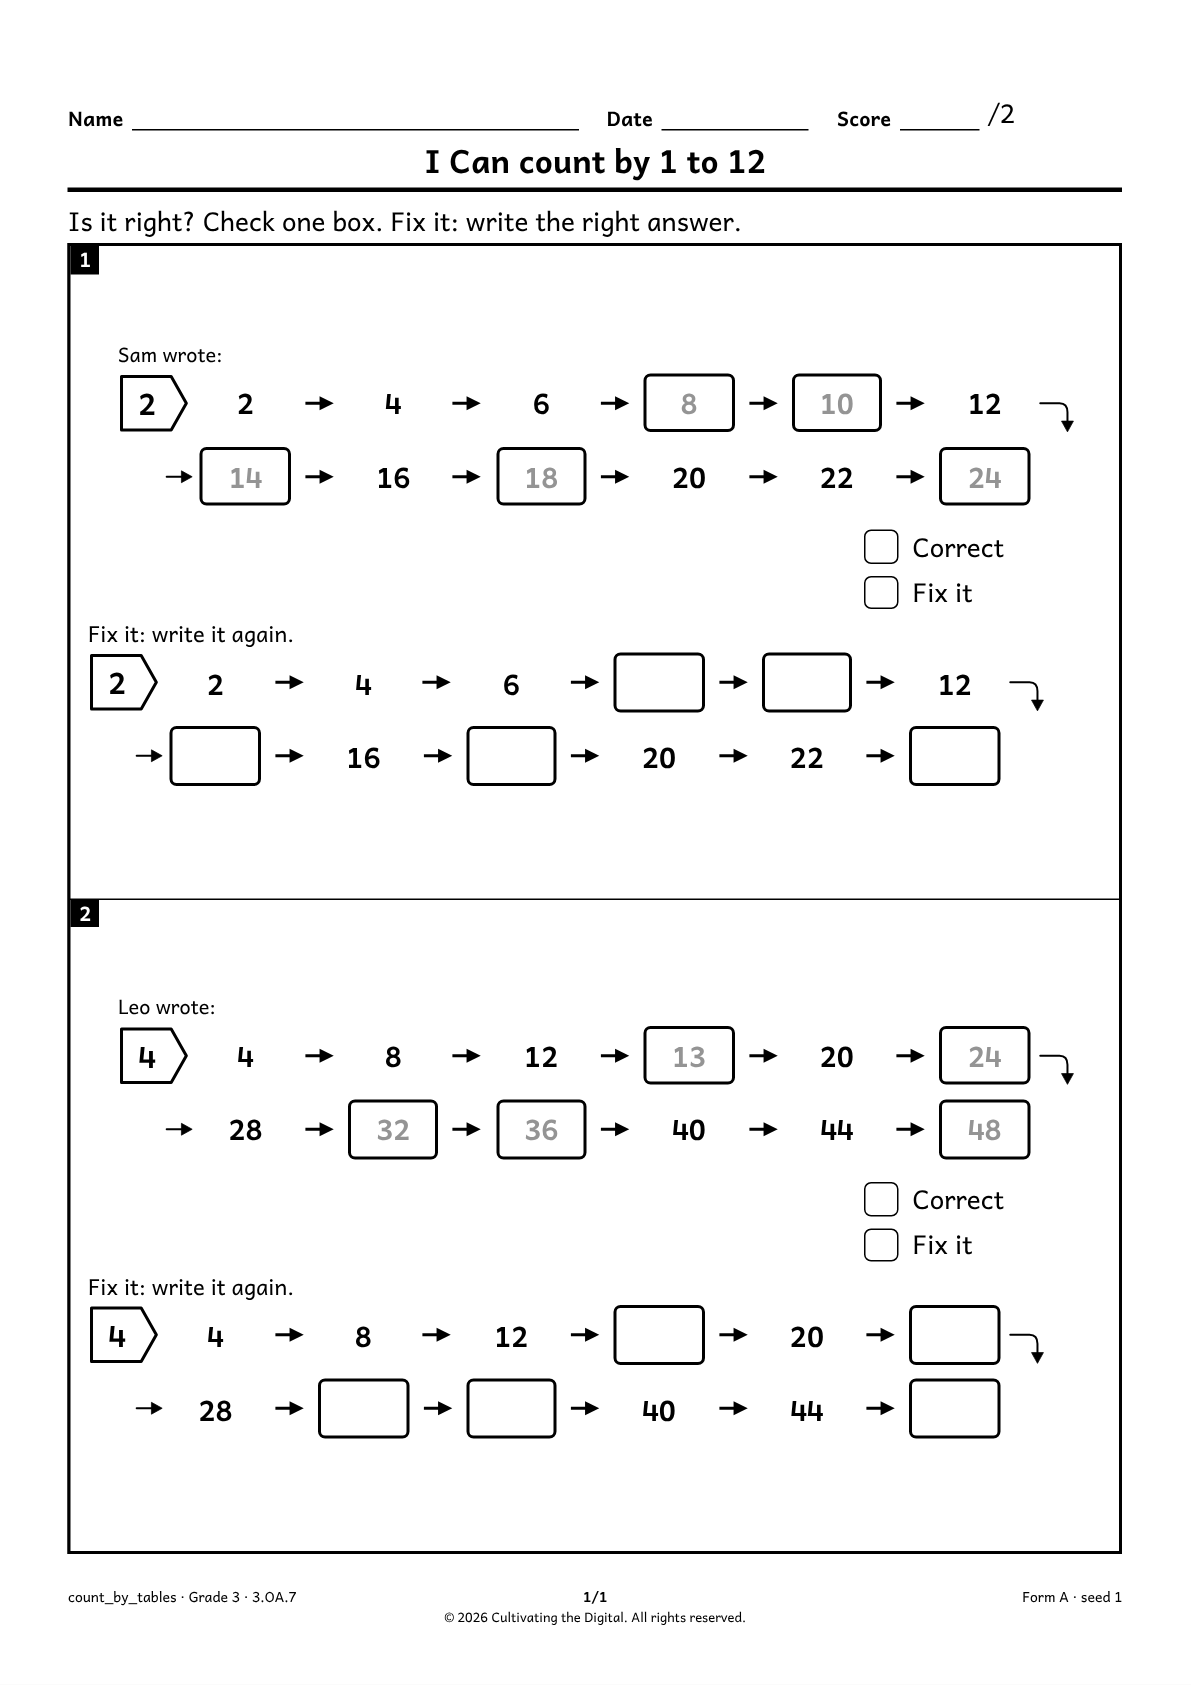 Name Date Score /2
I Can count by 1 to 12
Is it right? Check one box. Fix it: write the right answer.
1
Sam wrote:
2 2 → 4 → 6 → 8 → 10 → 12
→ 14 → 16 → 18 → 20 → 22 → 24
Correct
Fix it
Fix it: write it again.
2 2 → 4 → 6 → → → 12
→ → 16 → → 20 → 22 →
2
Leo wrote:
4 4 → 8 → 12 → 13 → 20 → 24
→ 28 → 32 → 36 → 40 → 44 → 48
Correct
Fix it
Fix it: write it again.
4 4 → 8 → 12 → → 20 →
→ 28 → → → 40 → 44 →
count_by_tables · Grade 3 · 3.OA.7 1/1 Form A · seed 1
© 2026 Cultivating the Digital. All rights reserved.